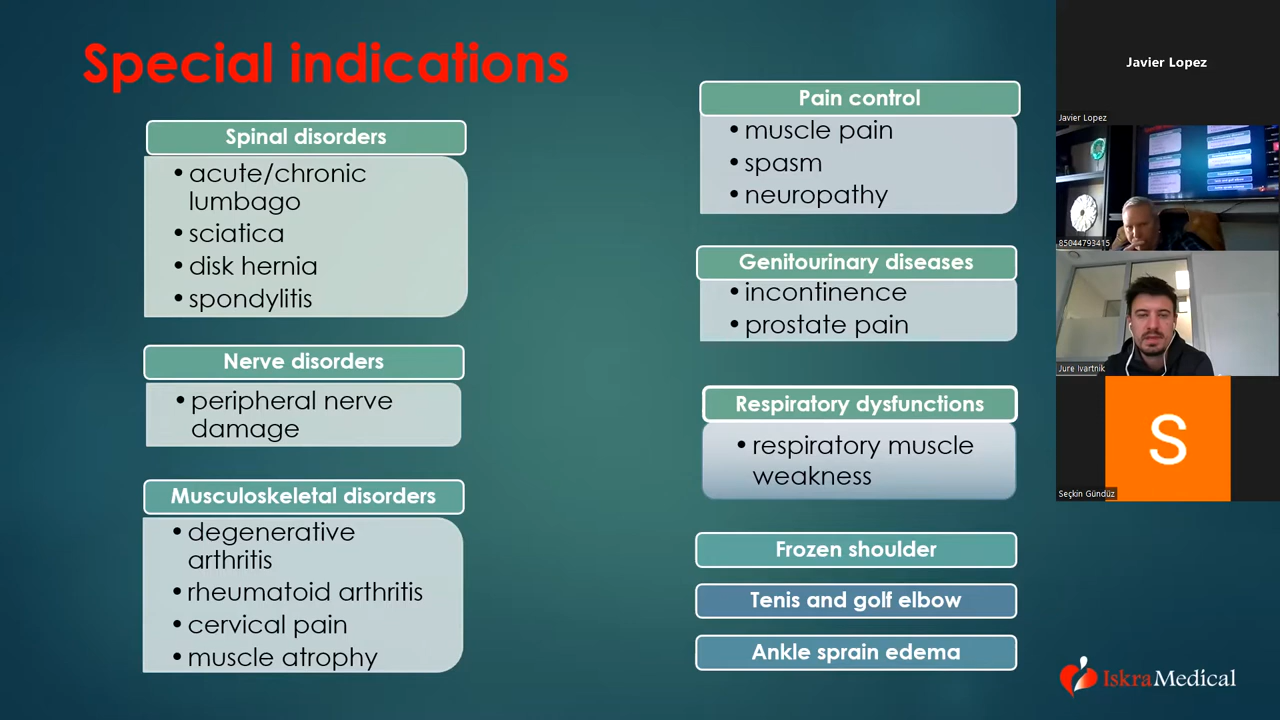 Special indications
Spinal disorders
• acute/chronic
lumbago
• sciatica
• disk hernia
• spondylitis
Nerve disorders
• peripheral nerve
damage
Musculoskeletal disorders
• degenerative
arthritis
• rheumatoid arthritis
• cervical pain
• muscle atrophy
Pain control
• muscle pain
• spasm
• neuropathy
Genitourinary diseases
• incontinence
• prostate pain
Respiratory dysfunctions
• respiratory muscle
weakness
Frozen shoulder
Tenis and golf elbow
Ankle sprain edema
IskraMedical
Javier Lopez
Javier Lopez
85044793415
Jure Ivartnik
S
Seçkin Gündüz